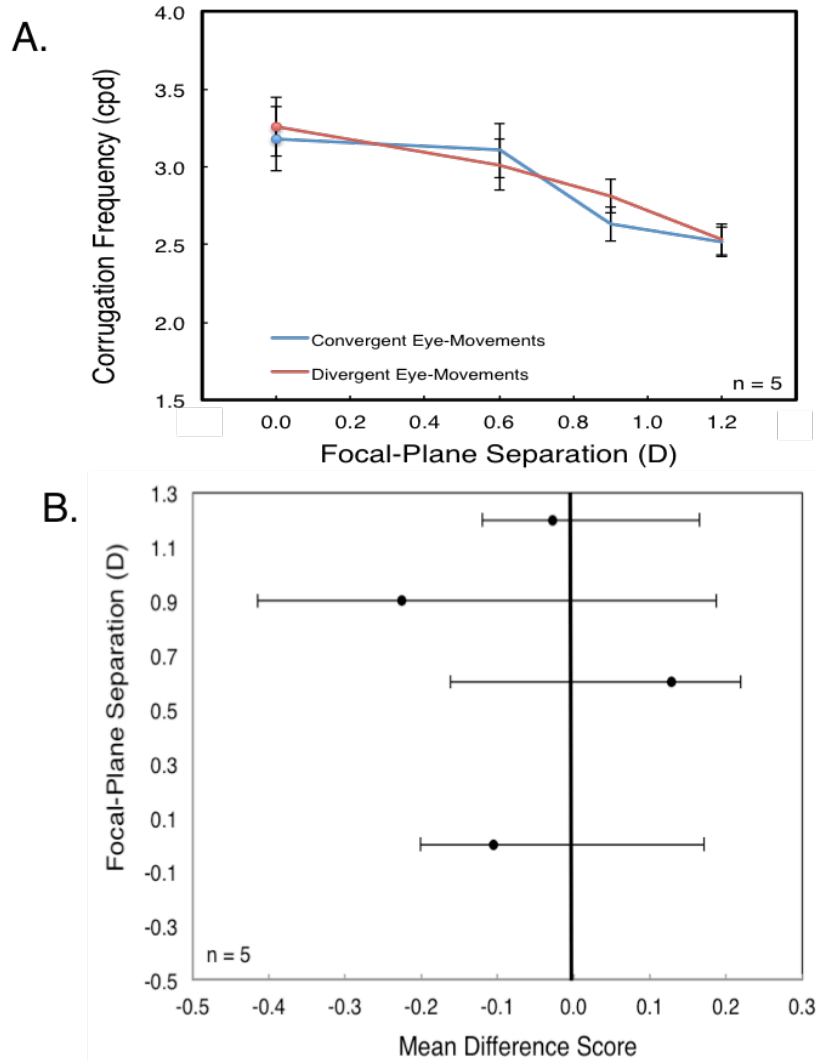 A.
Corrugation Frequency (cpd)
4.0
3.5
3.0
2.5
2.0
1.5
Convergent Eye-Movements
Divergent Eye-Movements
n = 5
0.0 0.2 0.4 0.6 0.8 1.0 1.2
Focal-Plane Separation (D)
B.
Focal-Plane Separation (D)
1.3
1.1
0.9
0.7
0.5
0.3
0.1
-0.1
-0.3
-0.5
n = 5
-0.5 -0.4 -0.3 -0.2 -0.1 0.0 0.1 0.2 0.3
Mean Difference Score